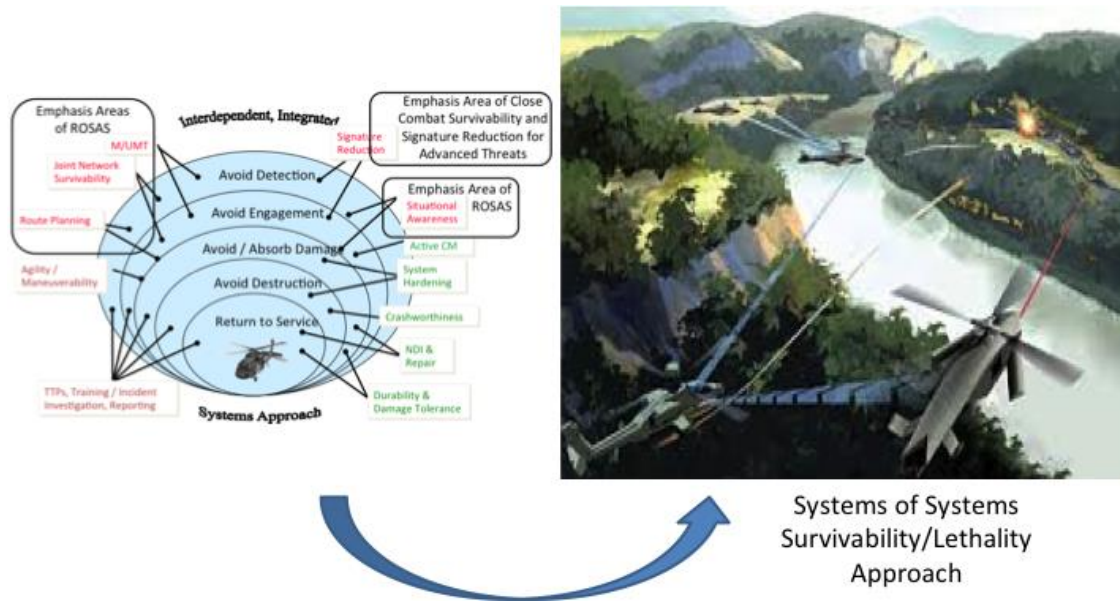 Emphasis Areas
of ROSAS
M/UMT
Joint Network
Survivability
Route Planning
Agility /
Maneuverability
TTPs, Training / Incident
Investigation, Reporting
Interdependent, Integrated
Avoid Detection
Avoid Engagement
Avoid / Absorb Damage
Avoid Destruction
Return to Service
Systems Approach
Signature
Reduction
Emphasis Area of Close
Combat Survivability and
Signature Reduction for
Advanced Threats
Emphasis Area of
ROSAS
Situational
Awareness
Active CM
System
Hardening
Crashworthiness
NDI &
Repair
Durability &
Damage Tolerance
Systems of Systems
Survivability/Lethality
Approach